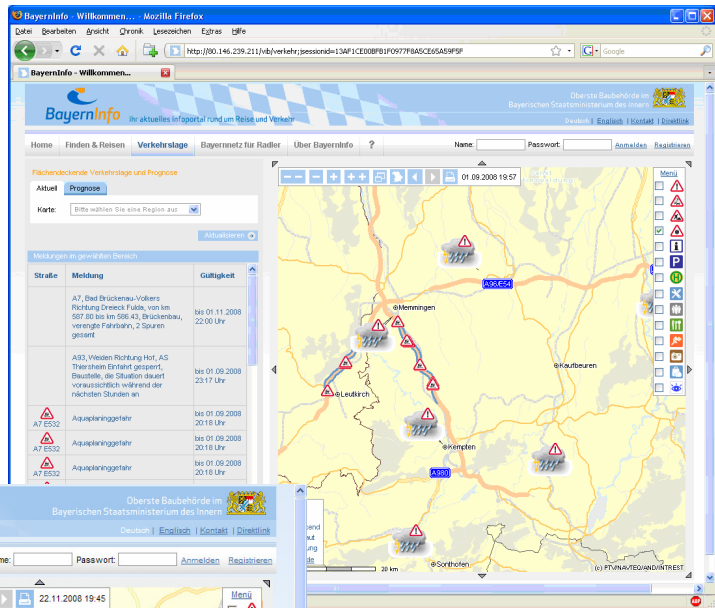 BayernInfo - Willkommen... - Mozilla Firefox
Datei Bearbeiten Ansicht Chronik Lesezeichen Extras Hilfe
http://80.146.239.211/vib/verkehr;jsessionid=13AF1CE00BFB1F0977F8A5CE65A59F5F
Google
BayernInfo - Willkommen...
BayernInfo Ihr aktuelles Infoportal rund um Reise und Verkehr
Oberste Baubehörde im
Bayerischen Staatsministerium des Innern
Deutsch | Englisch | Kontakt | Direktlink
Home Finden & Reisen Verkehrslage Bayernnetz für Radler Über BayernInfo ?
Name: Passwort: Anmelden Registrieren
Flächendeckende Verkehrslage und Prognose
Aktuell Prognose
Karte: Bitte wählen Sie eine Region aus
Aktualisieren
Meldungen im gewählten Bereich
Straße Meldung Gültigkeit
A7, Bad Brückenau-Volkers
Richtung Dreieck Fulda, von km
587.80 bis km 586.43, Brückenbau,
verengte Fahrbahn, 2 Spuren
gesamt
bis 01.11.2008
22:00 Uhr
A93, Weiden Richtung Hof, AS
Thiersheim Einfahrt gesperrt,
Baustelle, die Situation dauert
voraussichtlich während der
nächsten Stunden an
bis 01.09.2008
23:17 Uhr
A7 E532 Aquaplaninggefahr bis 01.09.2008
20:18 Uhr
A7 E532 Aquaplaninggefahr bis 01.09.2008
20:18 Uhr
A7 E532 Aquaplaninggefahr bis 01.09.2008
20:18 Uhr
01.09.2008 19:57
Menü
A96/E54
Memmingen
Kaufbeuren
Leutkirch
Kempten
A980
Sonthofen
20 km
(c) PTV/NAVTEQ/AND/INTREST
Oberste Baubehörde im
Bayerischen Staatsministerium des Innern
Deutsch | Englisch | Kontakt | Direktlink
me: Passwort: Anmelden Registrieren
22.11.2008 19:45
Menü